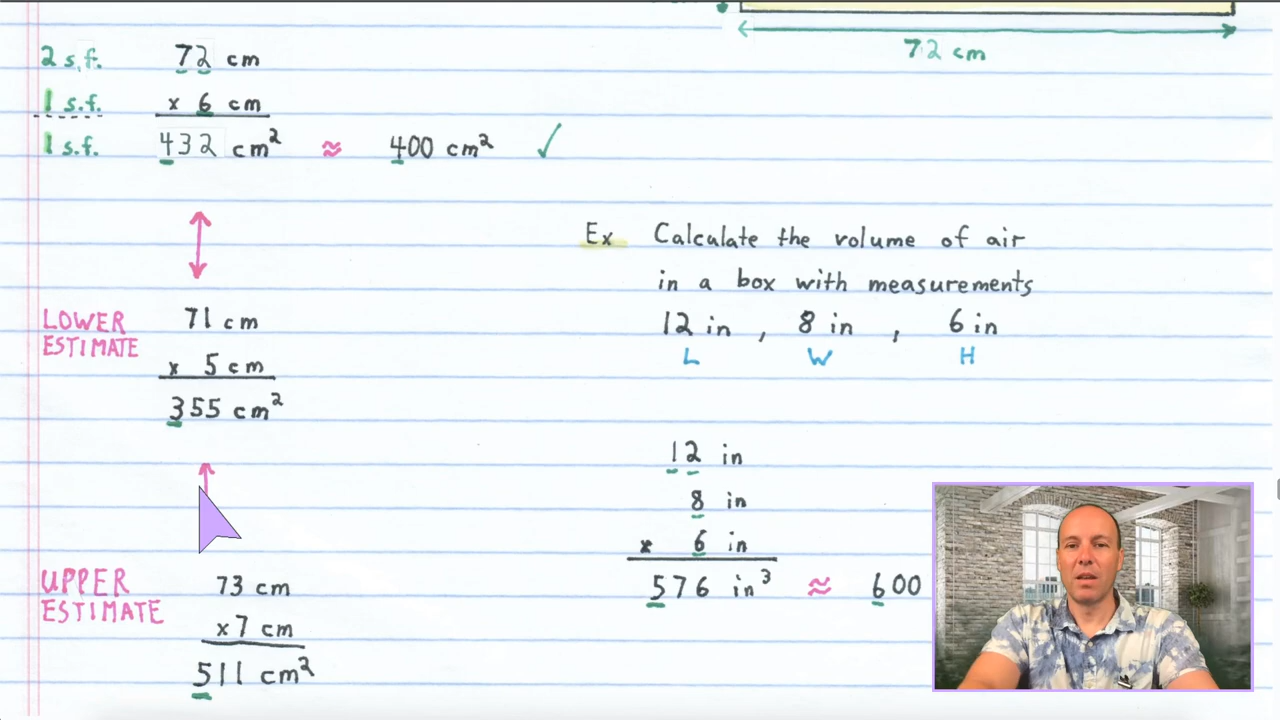 72 cm
2 s.f. 72 cm
1 s.f. x 6 cm
1 s.f. 432 cm² ≈ 400 cm² ✓
LOWER ESTIMATE
71 cm
x 5 cm
355 cm²
UPPER ESTIMATE
73 cm
x 7 cm
511 cm²
Ex Calculate the volume of air
in a box with measurements
12 in , 8 in , 6 in
L W H
12 in
8 in
x 6 in
576 in³ ≈ 600